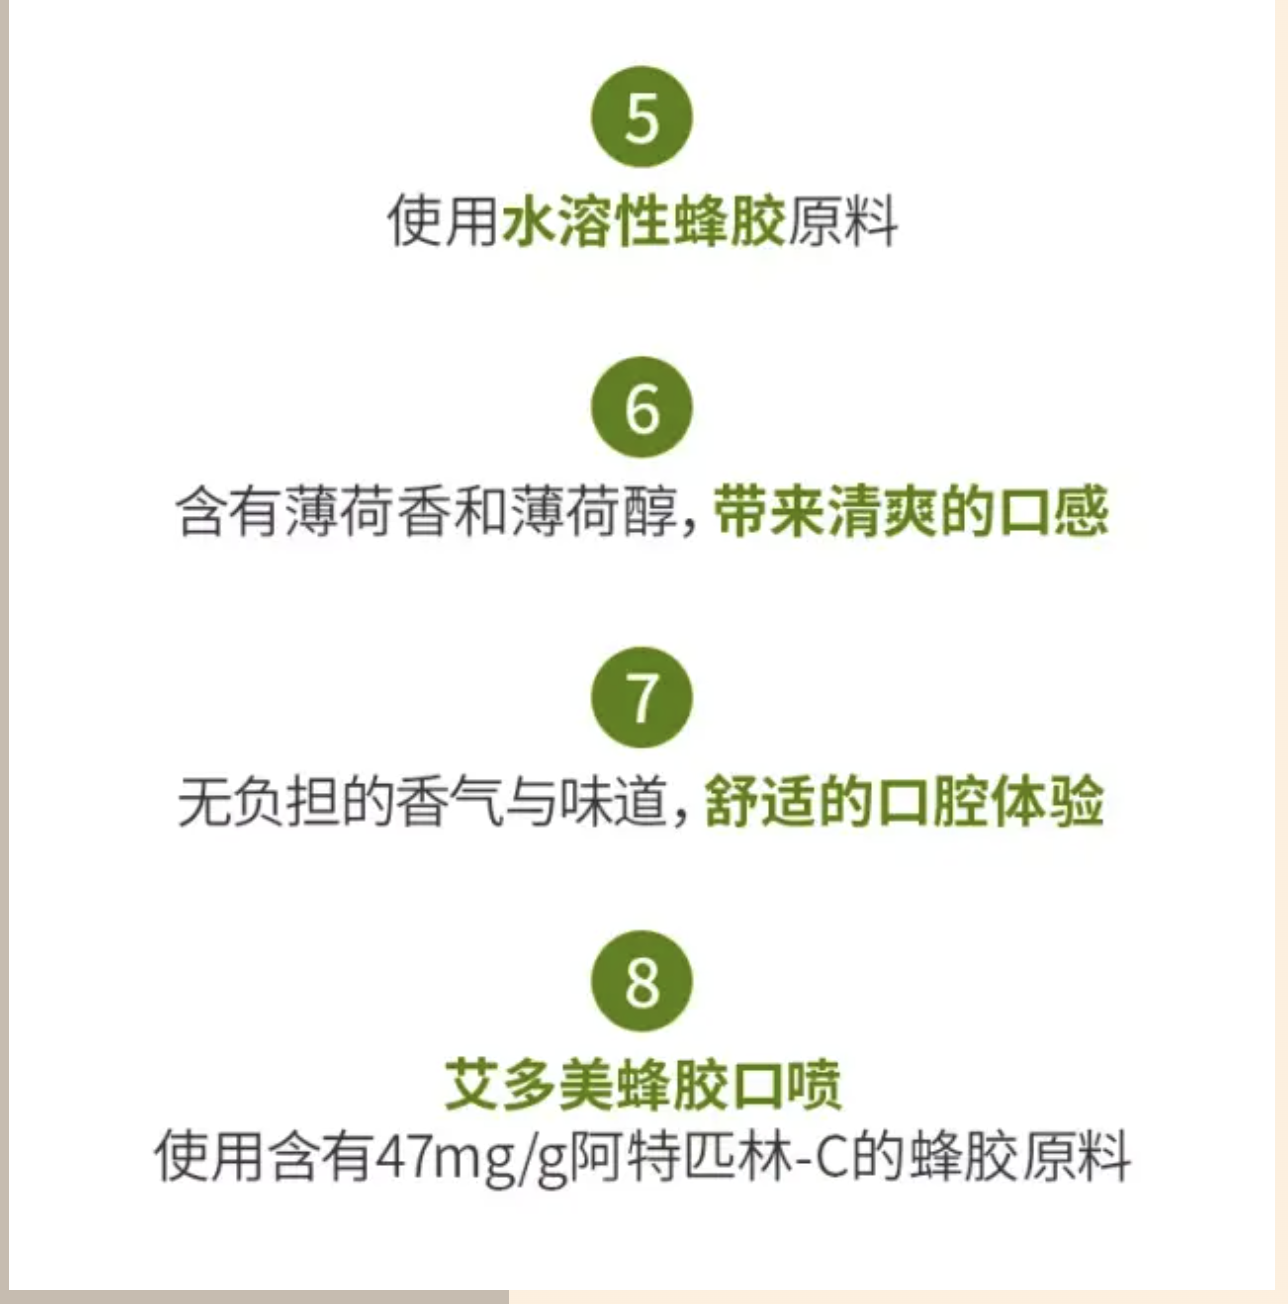 5
使用水溶性蜂胶原料
6
含有薄荷香和薄荷醇，带来清爽的口感
7
无负担的香气与味道，舒适的口腔体验
8
艾多美蜂胶口喷
使用含有47mg/g阿特匹林-C的蜂胶原料